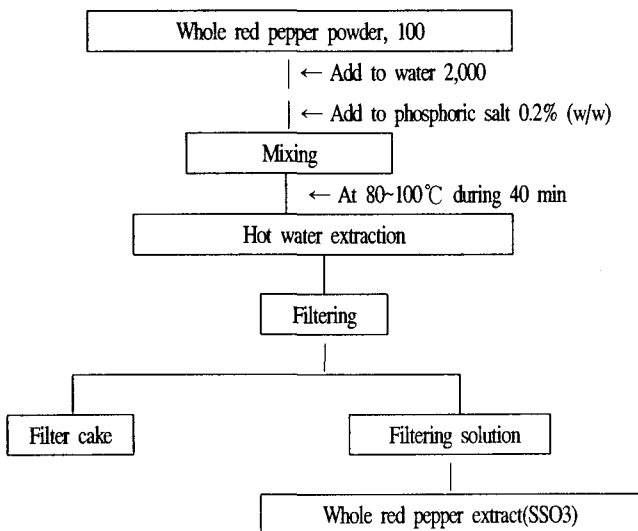 Whole red pepper powder, 100
← Add to water 2,000
← Add to phosphoric salt 0.2% (w/w)
Mixing
← At 80~100℃ during 40 min
Hot water extraction
Filtering
Filter cake
Filtering solution
Whole red pepper extract(SSO3)